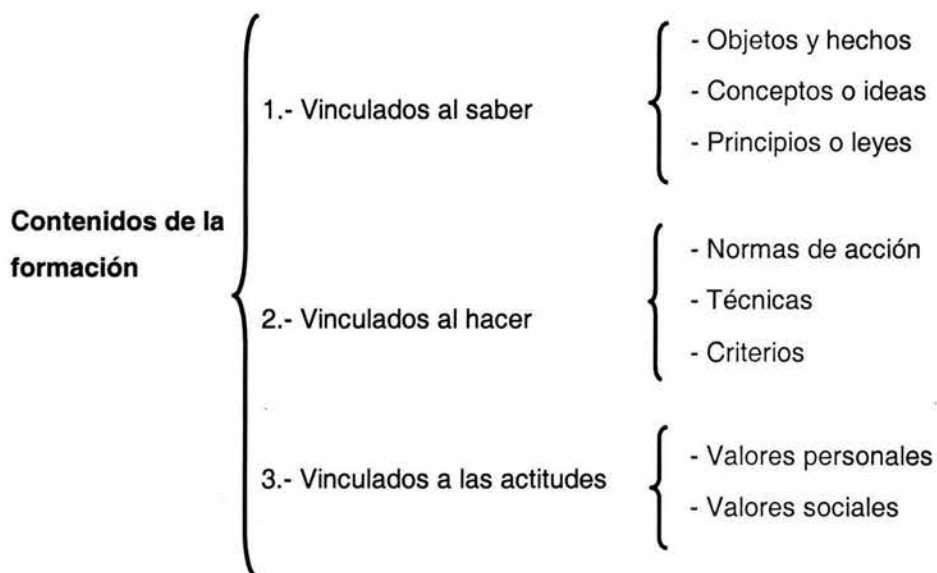 Contenidos de la
formación
1.- Vinculados al saber
- Objetos y hechos
- Conceptos o ideas
- Principios o leyes
2.- Vinculados al hacer
- Normas de acción
- Técnicas
- Criterios
3.- Vinculados a las actitudes
- Valores personales
- Valores sociales